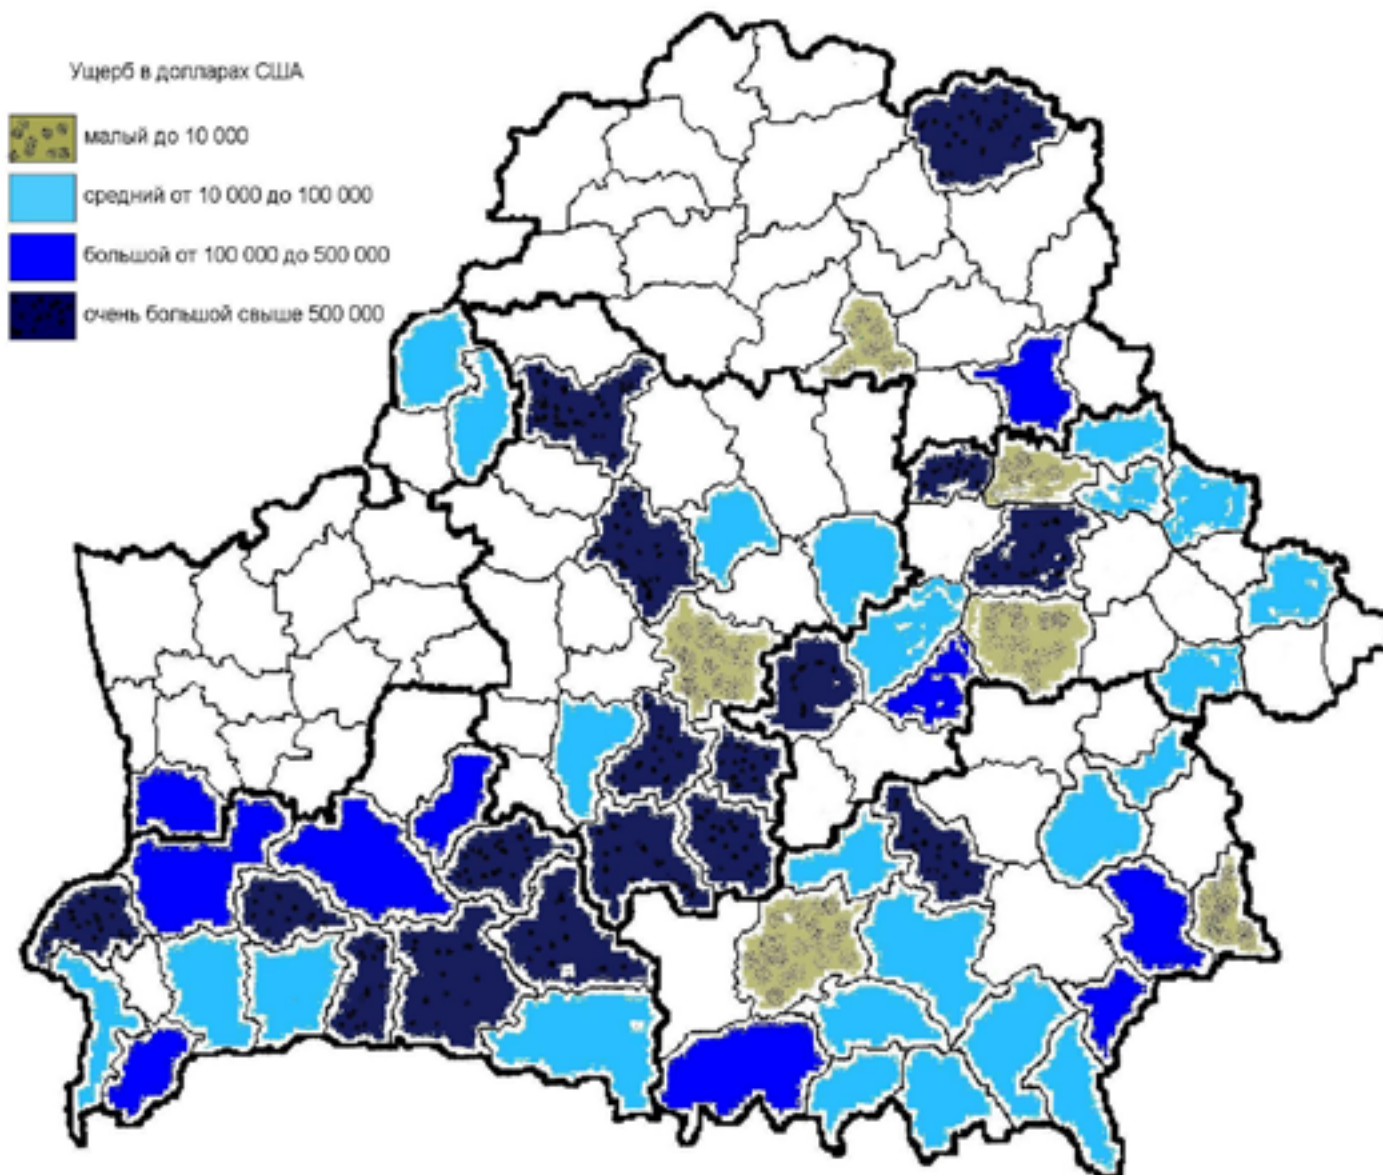 Ущерб в долларах США
малый до 10 000
средний от 10 000 до 100 000
большой от 100 000 до 500 000
очень большой свыше 500 000